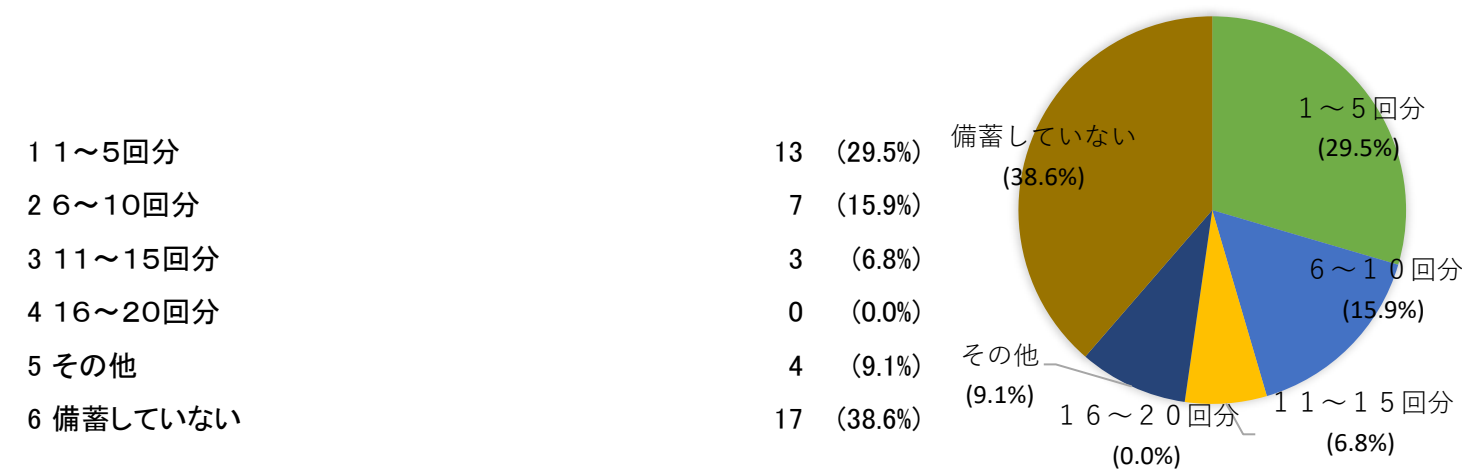 1 1～5回分 13 （29.5%）
2 6～10回分 7 （15.9%）
3 11～15回分 3 （6.8%）
4 16～20回分 0 （0.0%）
5 その他 4 （9.1%）
6 備蓄していない 17 （38.6%）
１～５回分
(29.5%)
６～１０回分
(15.9%)
１１～１５回分
(6.8%)
１６～２０回分
(0.0%)
その他
(9.1%)
備蓄していない
(38.6%)